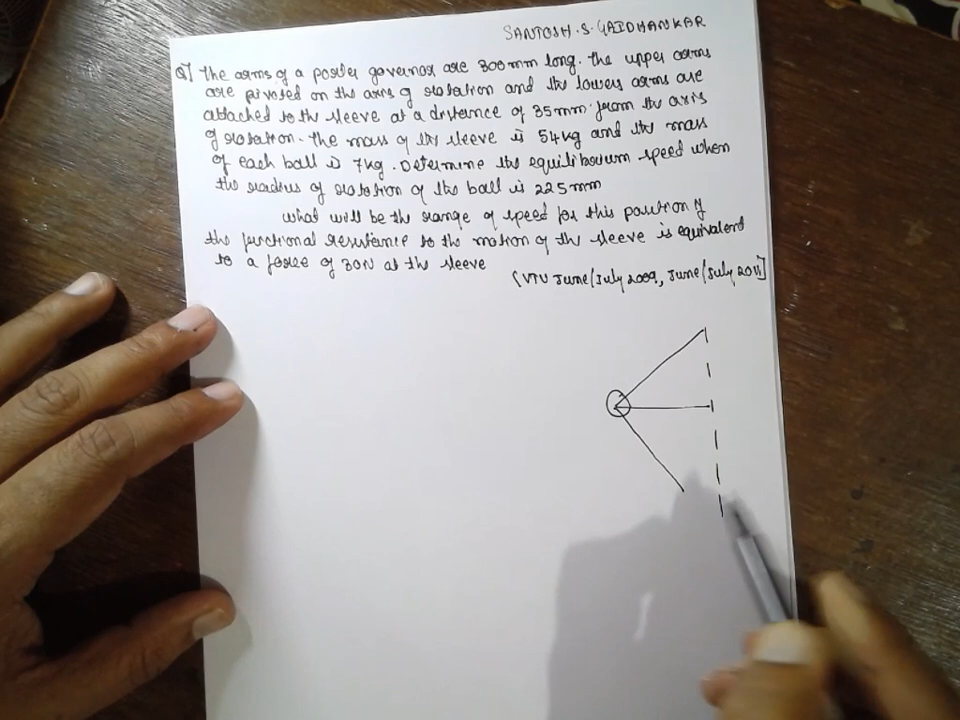 SANTOSH.S.GAIDHANKAR
Q] The arms of a porter governor are 300mm long. The upper arms
are pivoted on the axis of rotation and the lower arms are
attached to the sleeve at a distance of 35mm from the axis
of rotation. The mass of the sleeve is 54kg and the mass
of each ball is 7kg. Determine the equilibrium speed when
the radius of rotation of the ball is 225mm
What will be the range of speed for this position if
the frictional resistance to the motion of the sleeve is equivalent
to a force of 30N at the sleeve
[VTU June/July 2009, June/July 2011]